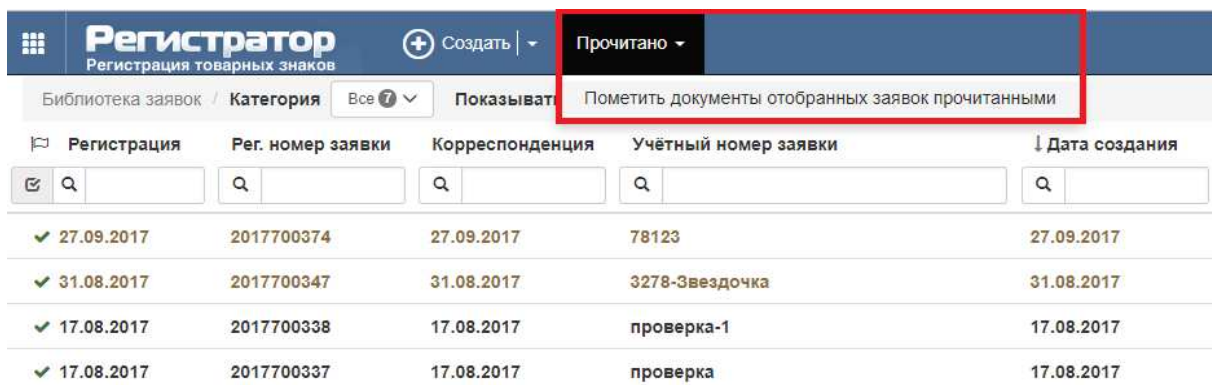 Регистратор
Регистрация товарных знаков
Создать
Прочитано
Библиотека заявок / Категория Все 7 Показывать Пометить документы отобранных заявок прочитанными
Регистрация Рег. номер заявки Корреспонденция Учётный номер заявки Дата создания
27.09.2017 2017700374 27.09.2017 78123 27.09.2017
31.08.2017 2017700347 31.08.2017 3278-Звездочка 31.08.2017
17.08.2017 2017700338 17.08.2017 проверка-1 17.08.2017
17.08.2017 2017700337 17.08.2017 проверка 17.08.2017